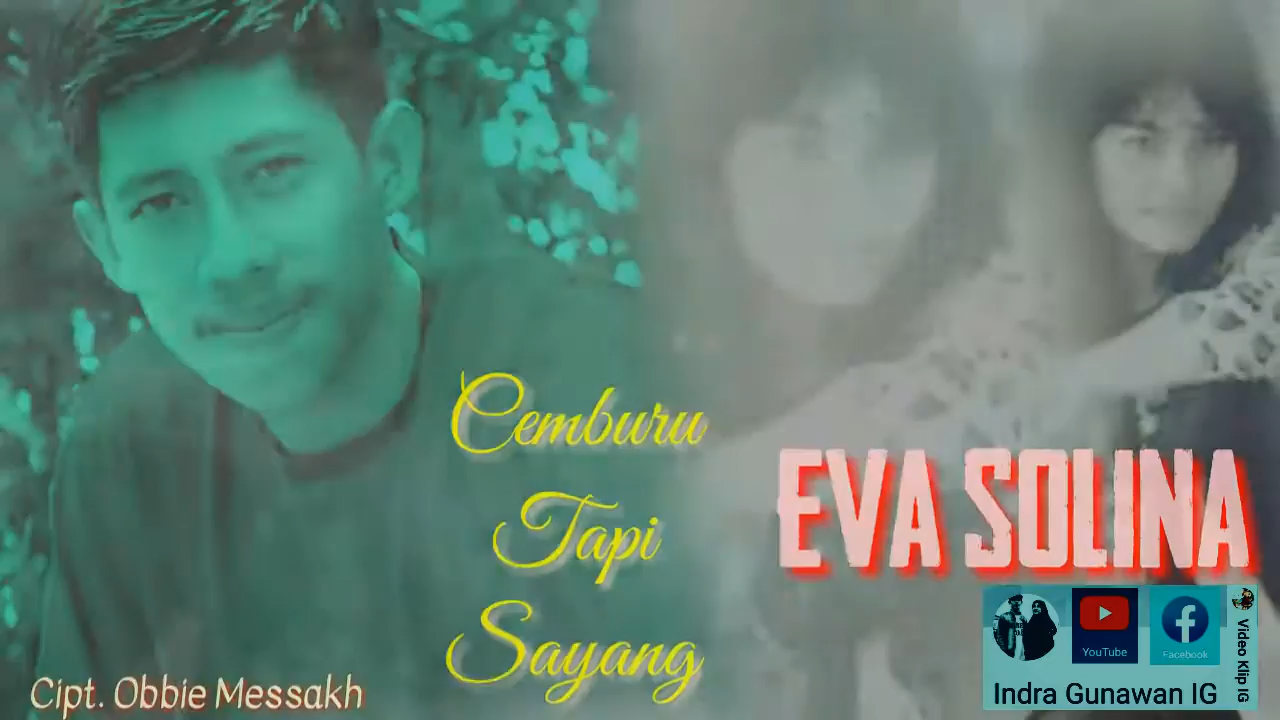 Cemburu
Tapi
Sayang
EVA SOLINA
YouTube
Facebook
Video Klip IG
Indra Gunawan IG
Cipt. Obbie Messakh